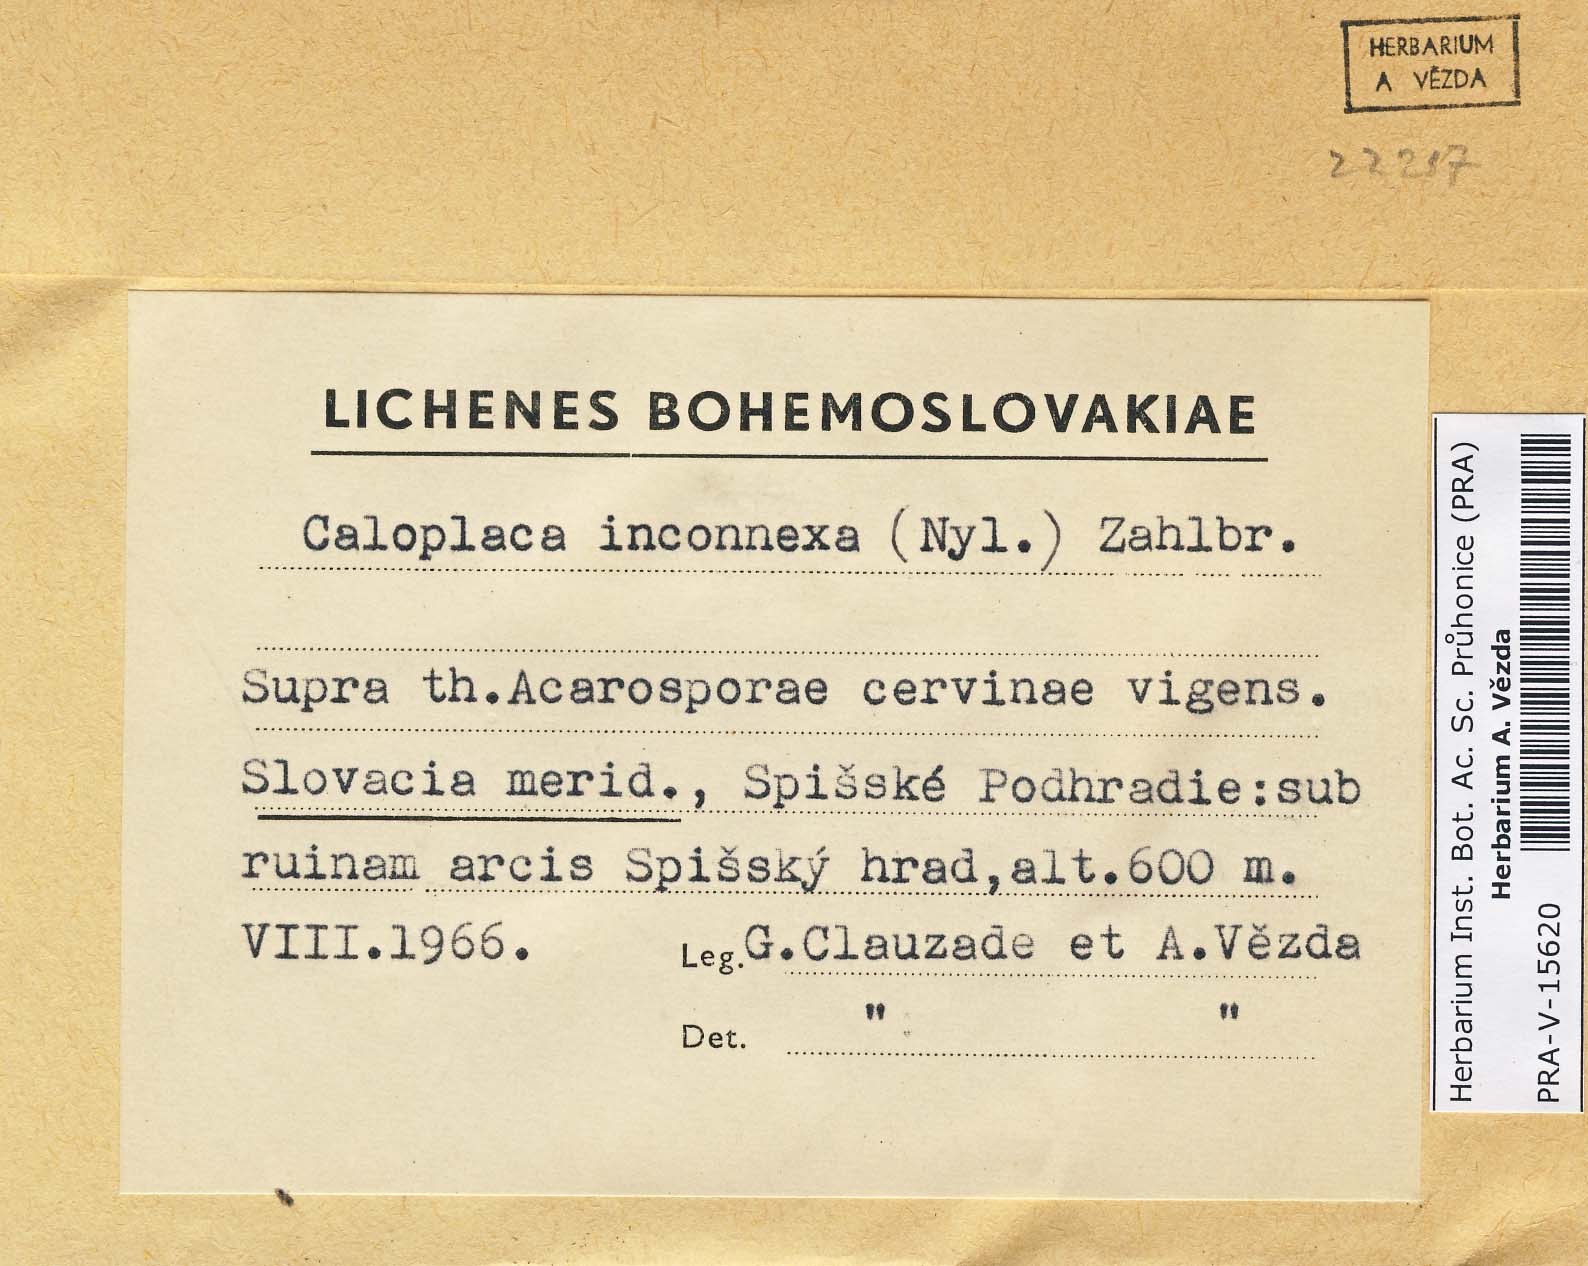 HERBARIUM
A VĚZDA
22217
LICHENES BOHEMOSLOVAKIAE
Caloplaca inconnexa (Nyl.) Zahlbr.
Supra th.Acarosporae cervinae vigens.
Slovacia merid., Spišské Podhradie:sub
ruinam arcis Spišský hrad,alt.600 m.
VIII.1966. Leg.G.Clauzade et A.Vězda
Det. " "
Herbarium Inst. Bot. Ac. Sc. Průhonice (PRA)
Herbarium A. Vězda
PRA-V-15620